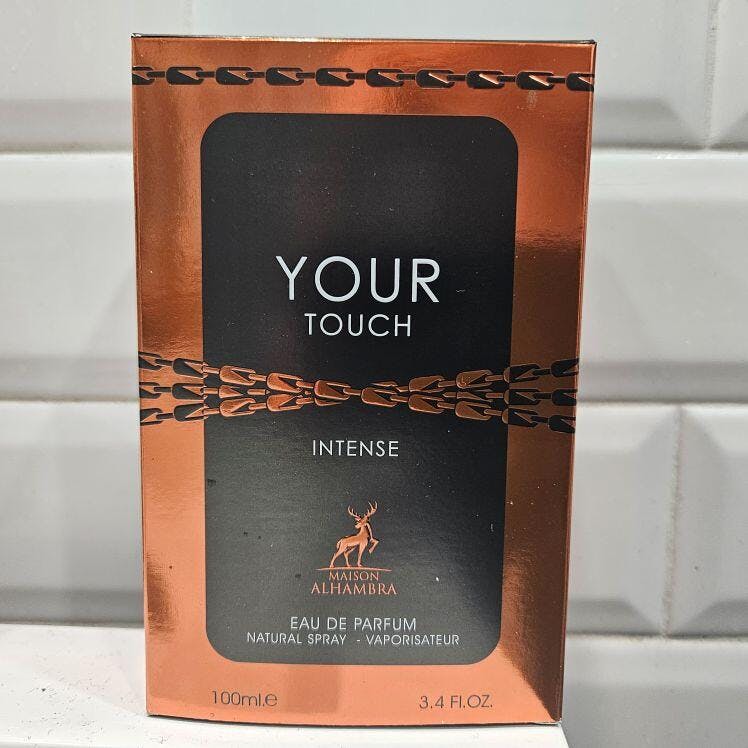 YOUR
TOUCH
INTENSE
MAISON
ALHAMBRA
EAU DE PARFUM
NATURAL SPRAY - VAPORISATEUR
100ml.e 3.4 Fl.OZ.